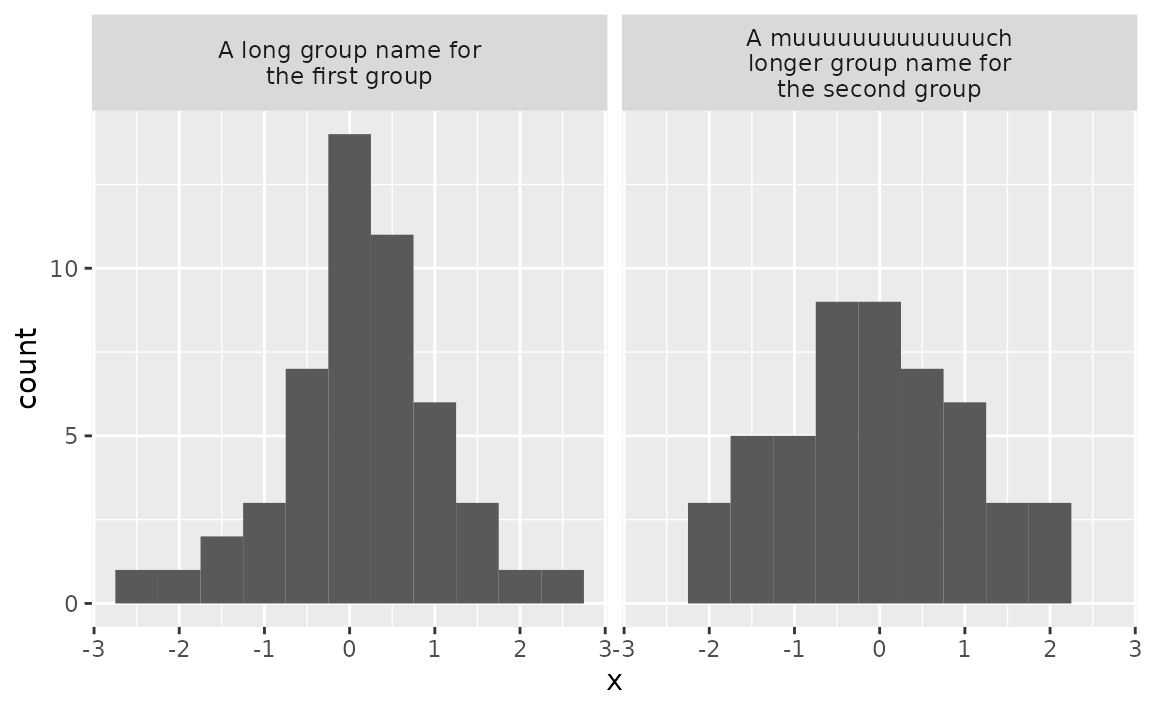 A long group name for
the first group
A muuuuuuuuuuuuuch
longer group name for
the second group
count
10
5
0
-3 -2 -1 0 1 2 3
-3 -2 -1 0 1 2 3
x